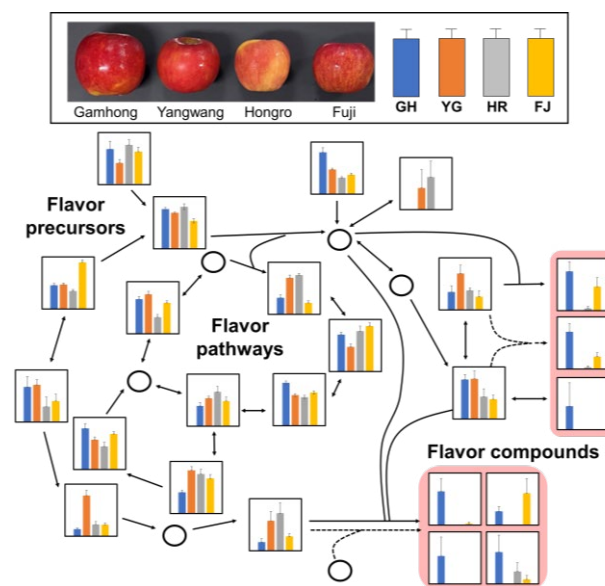 Gamhong Yangwang Hongro Fuji
GH YG HR FJ
Flavor
precursors
Flavor
pathways
Flavor compounds